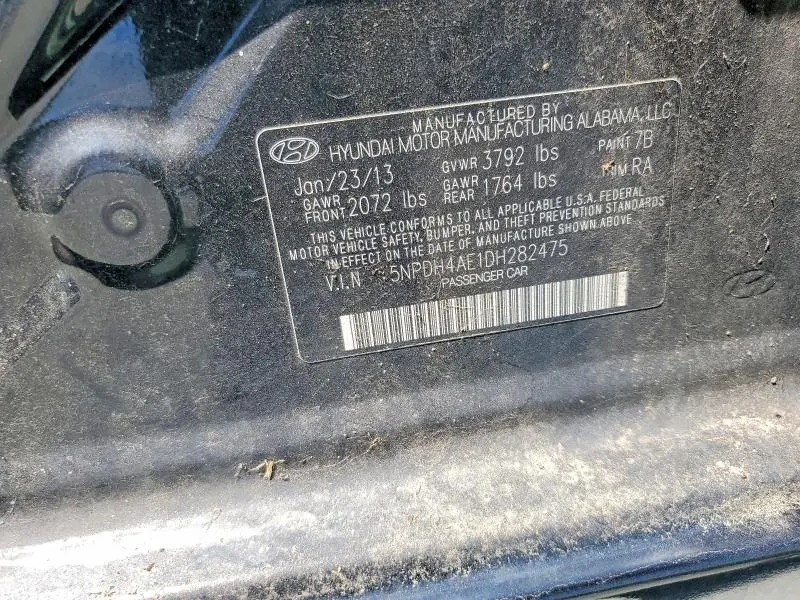 MANUFACTURED BY
HYUNDAI MOTOR MANUFACTURING ALABAMA, LLC
Jan/23/13 GVWR 3792 lbs PAINT 7B
GAWR FRONT 2072 lbs GAWR REAR 1764 lbs TRIM RA
THIS VEHICLE CONFORMS TO ALL APPLICABLE U.S.A. FEDERAL
MOTOR VEHICLE SAFETY, BUMPER, AND THEFT PREVENTION STANDARDS
IN EFFECT ON THE DATE OF MANUFACTURE SHOWN ABOVE.
V.I.N 5NPDH4AE1DH282475
PASSENGER CAR